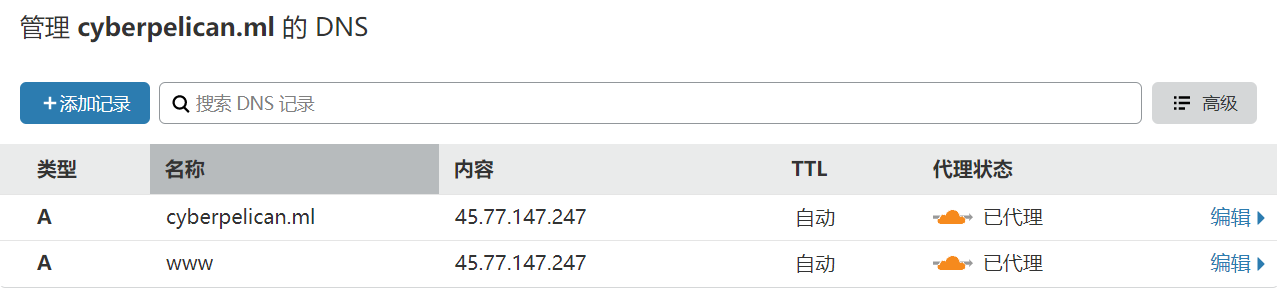 管理 cyberpelican.ml 的 DNS
+添加记录 搜索 DNS 记录 高级
类型 名称 内容 TTL 代理状态
A cyberpelican.ml 45.77.147.247 自动 已代理 编辑
A www 45.77.147.247 自动 已代理 编辑